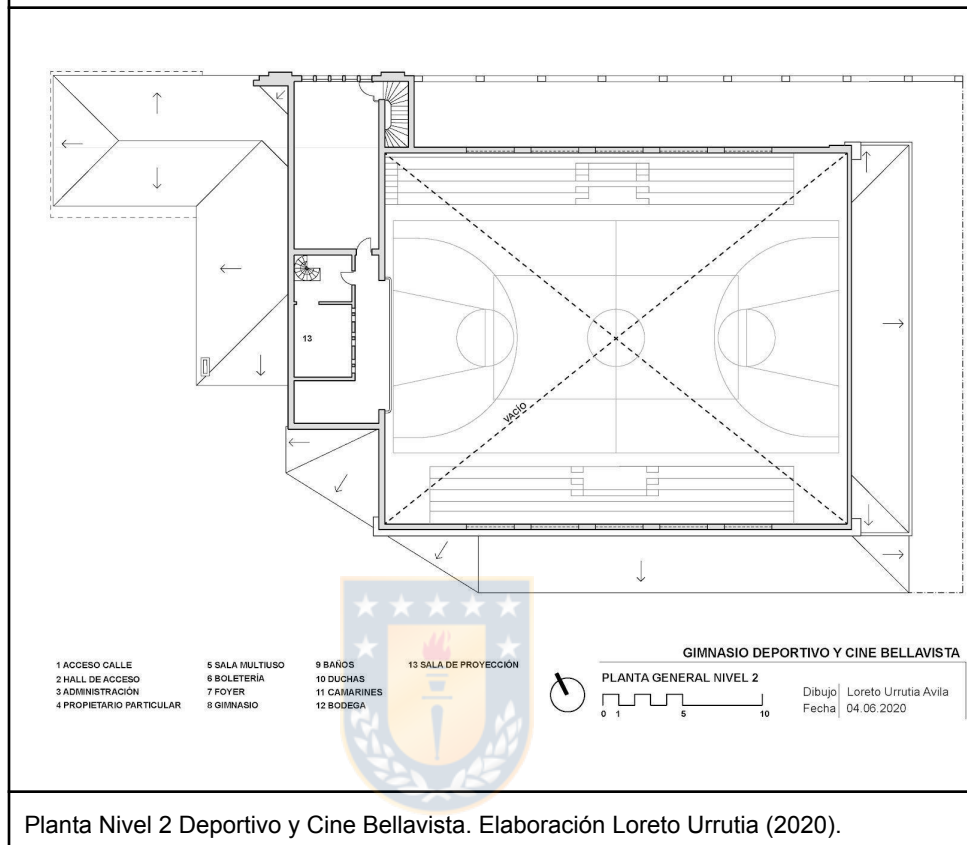 13
VACÍO
1 ACCESO CALLE
2 HALL DE ACCESO
3 ADMINISTRACIÓN
4 PROPIETARIO PARTICULAR
5 SALA MULTIUSO
6 BOLETERÍA
7 FOYER
8 GIMNASIO
9 BAÑOS
10 DUCHAS
11 CAMARINES
12 BODEGA
13 SALA DE PROYECCIÓN
GIMNASIO DEPORTIVO Y CINE BELLAVISTA
PLANTA GENERAL NIVEL 2
0 1 5 10
Dibujo Loreto Urrutia Avila
Fecha 04.06.2020
Planta Nivel 2 Deportivo y Cine Bellavista. Elaboración Loreto Urrutia (2020).